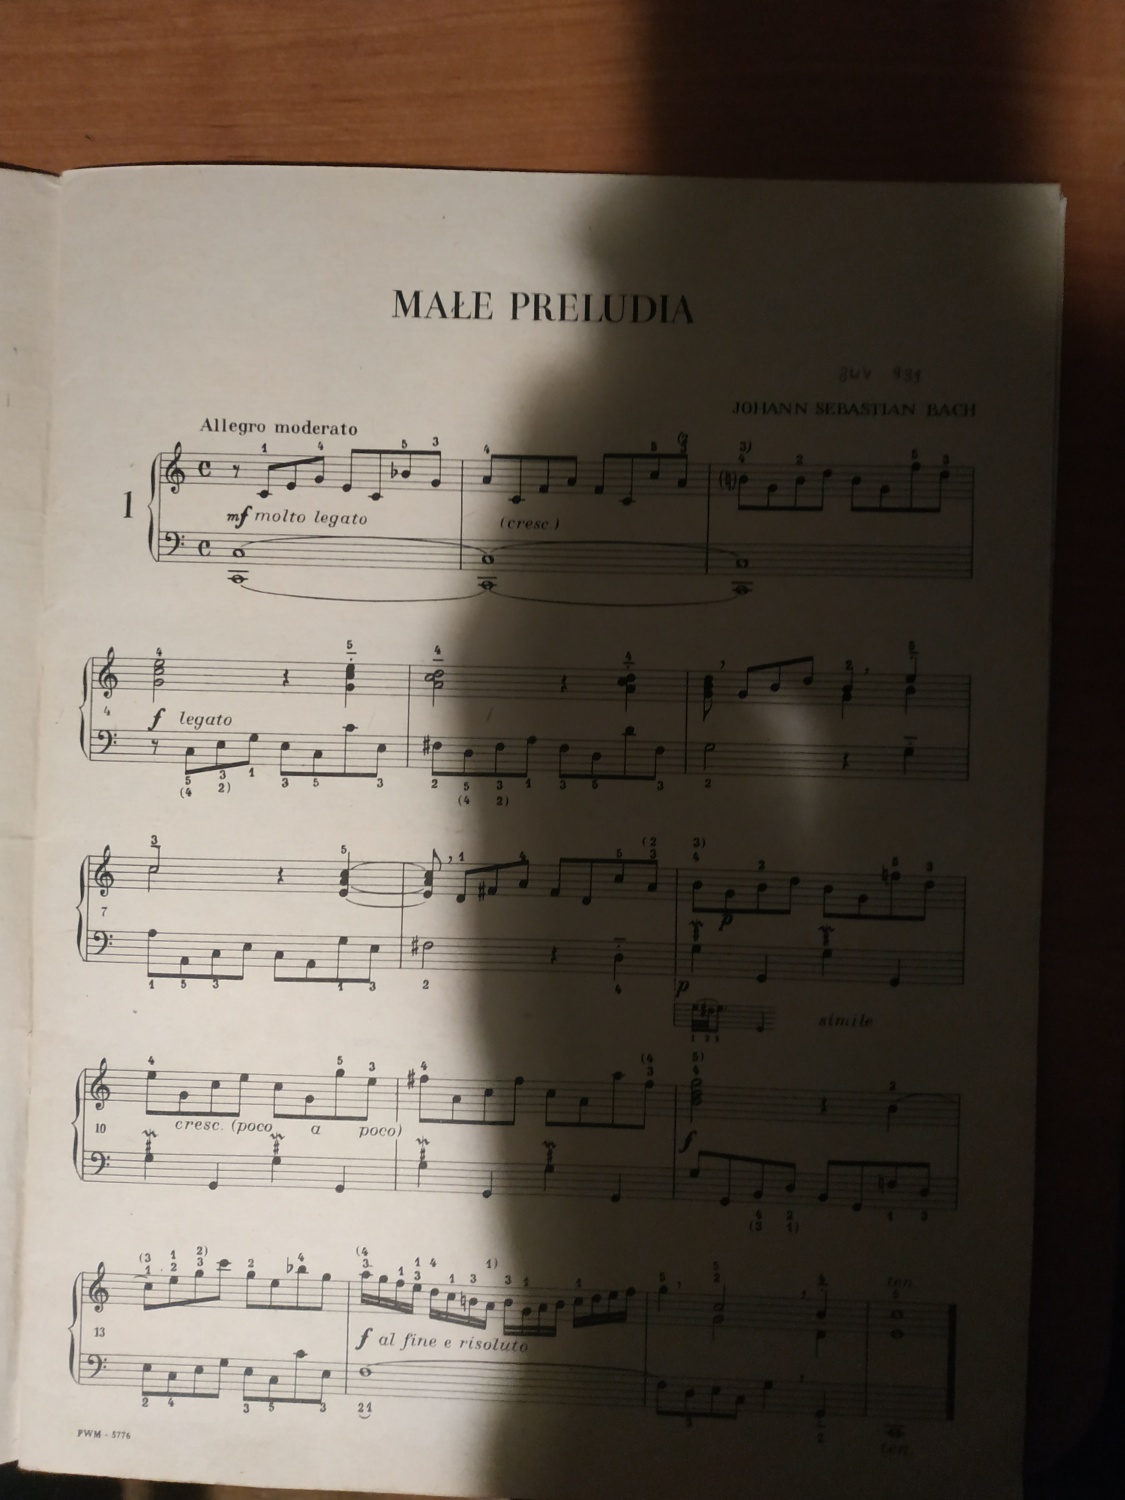 MAŁE PRELUDIA
BWV 939
JOHANN SEBASTIAN BACH
Allegro moderato
1
mf molto legato
(cresc.)
4
f legato
7
p
p
simile
10
cresc. (poco a poco)
f
13
ten.
f al fine e risoluto
ten.
PWM - 5776